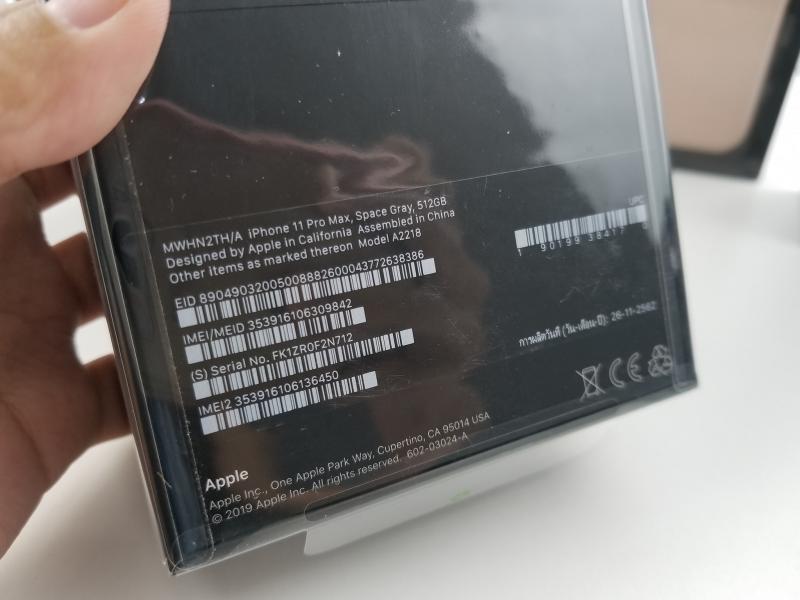 MWHN2TH/A iPhone 11 Pro Max, Space Gray, 512GB
Designed by Apple in California Assembled in China
Other items as marked thereon Model A2218
EID 89049032005008882600043772638386
IMEI/MEID 353916106309842
(S) Serial No. FK1ZR0F2N712
IMEI2 353916106136450
UPC
1 90199 38417 0
การผลิตวันที่ (วัน-เดือน-ปี): 26-11-2562
CE
Apple
Apple Inc., One Apple Park Way, Cupertino, CA 95014 USA
© 2019 Apple Inc. All rights reserved. 602-03024-A